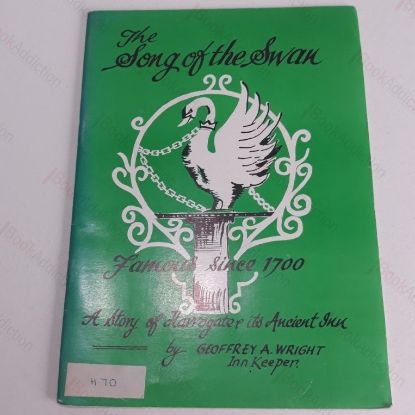 The
Song of the Swan
Famous since 1700
A Story of Harrogate & its Ancient Inn
by GEOFFREY A. WRIGHT
Inn Keeper.
H70